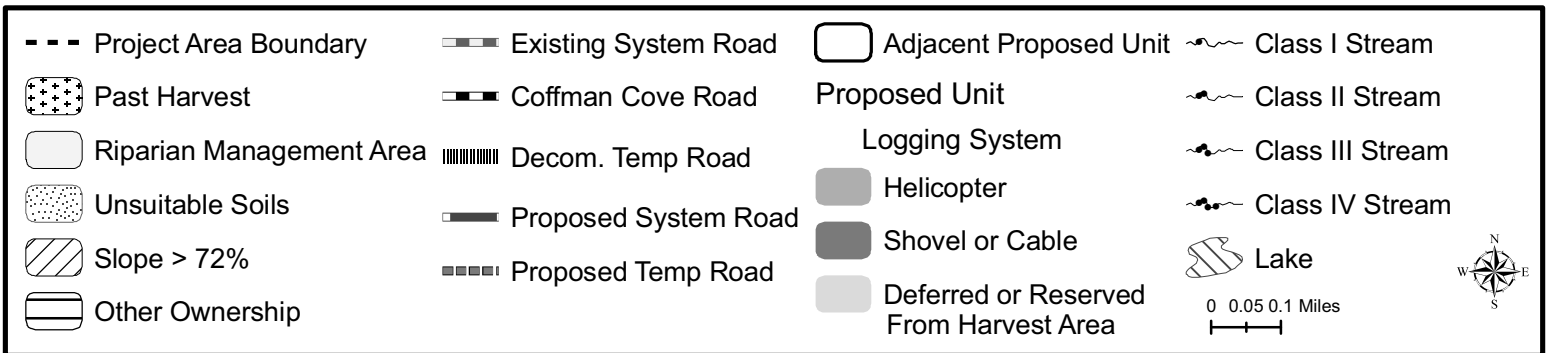 Project Area Boundary
Past Harvest
Riparian Management Area
Unsuitable Soils
Slope > 72%
Other Ownership
Existing System Road
Coffman Cove Road
Decom. Temp Road
Proposed System Road
Proposed Temp Road
Adjacent Proposed Unit
Proposed Unit
Logging System
Helicopter
Shovel or Cable
Deferred or Reserved
From Harvest Area
Class I Stream
Class II Stream
Class III Stream
Class IV Stream
Lake
0 0.05 0.1 Miles
N
W E
S